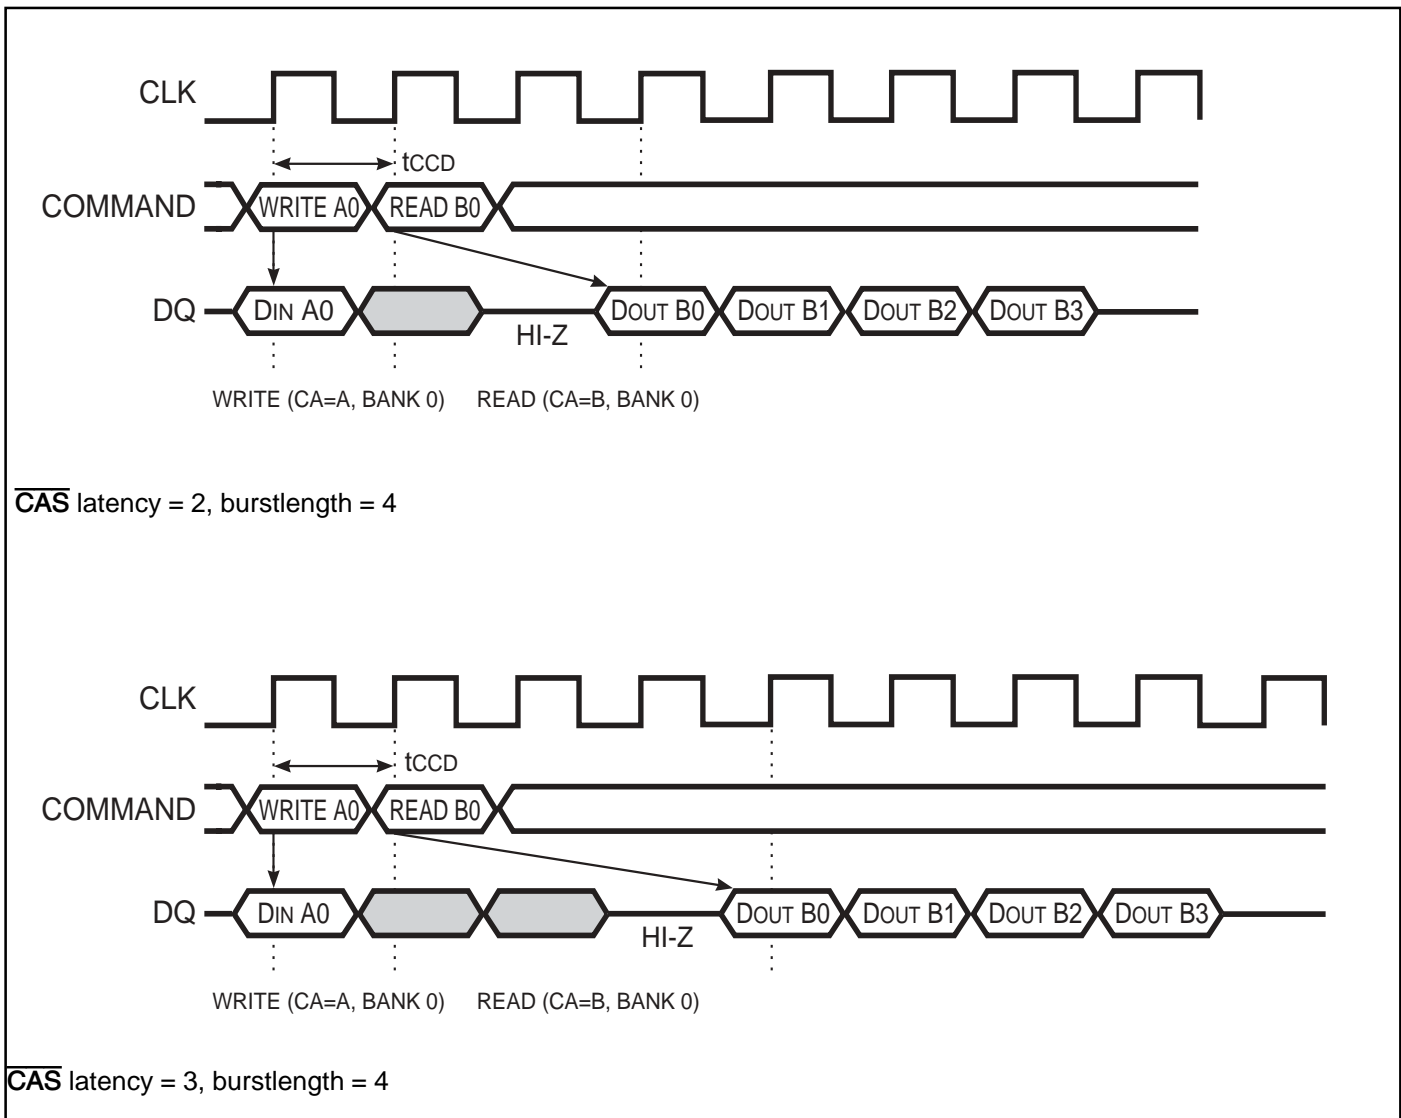 CLK
tCCD
COMMAND WRITE A0 READ B0
DQ DIN A0 DOUT B0 DOUT B1 DOUT B2 DOUT B3
HI-Z
WRITE (CA=A, BANK 0) READ (CA=B, BANK 0)
CAS latency = 2, burstlength = 4
CLK
tCCD
COMMAND WRITE A0 READ B0
DQ DIN A0 DOUT B0 DOUT B1 DOUT B2 DOUT B3
HI-Z
WRITE (CA=A, BANK 0) READ (CA=B, BANK 0)
CAS latency = 3, burstlength = 4